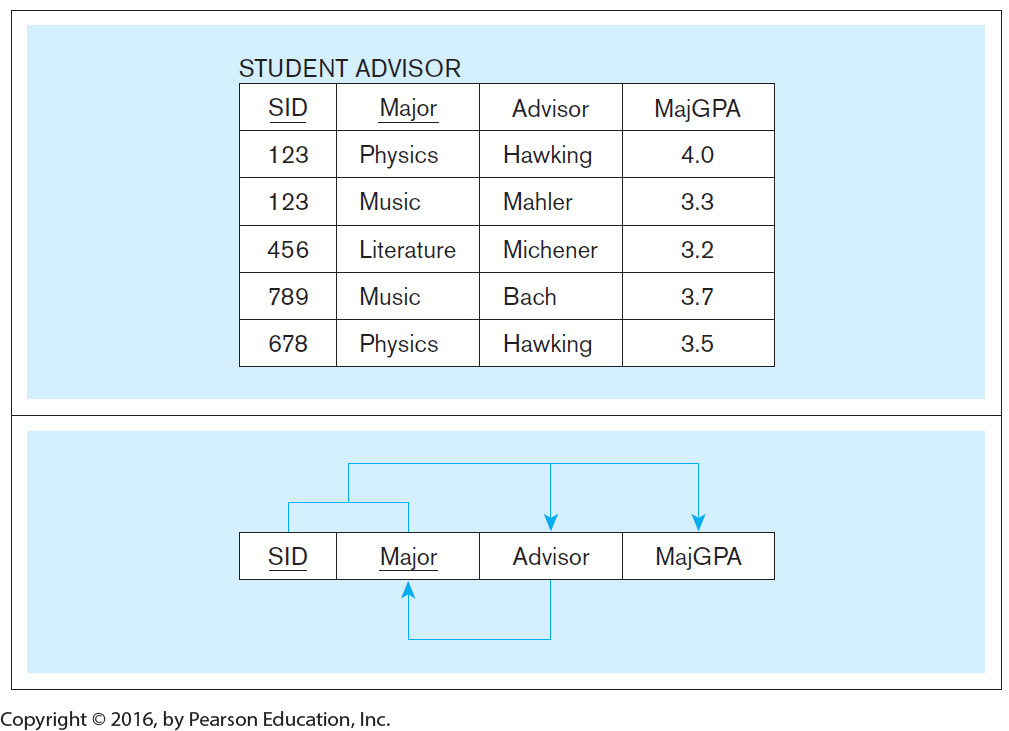 STUDENT ADVISOR
SID Major Advisor MajGPA
123 Physics Hawking 4.0
123 Music Mahler 3.3
456 Literature Michener 3.2
789 Music Bach 3.7
678 Physics Hawking 3.5
SID Major Advisor MajGPA
Copyright © 2016, by Pearson Education, Inc.